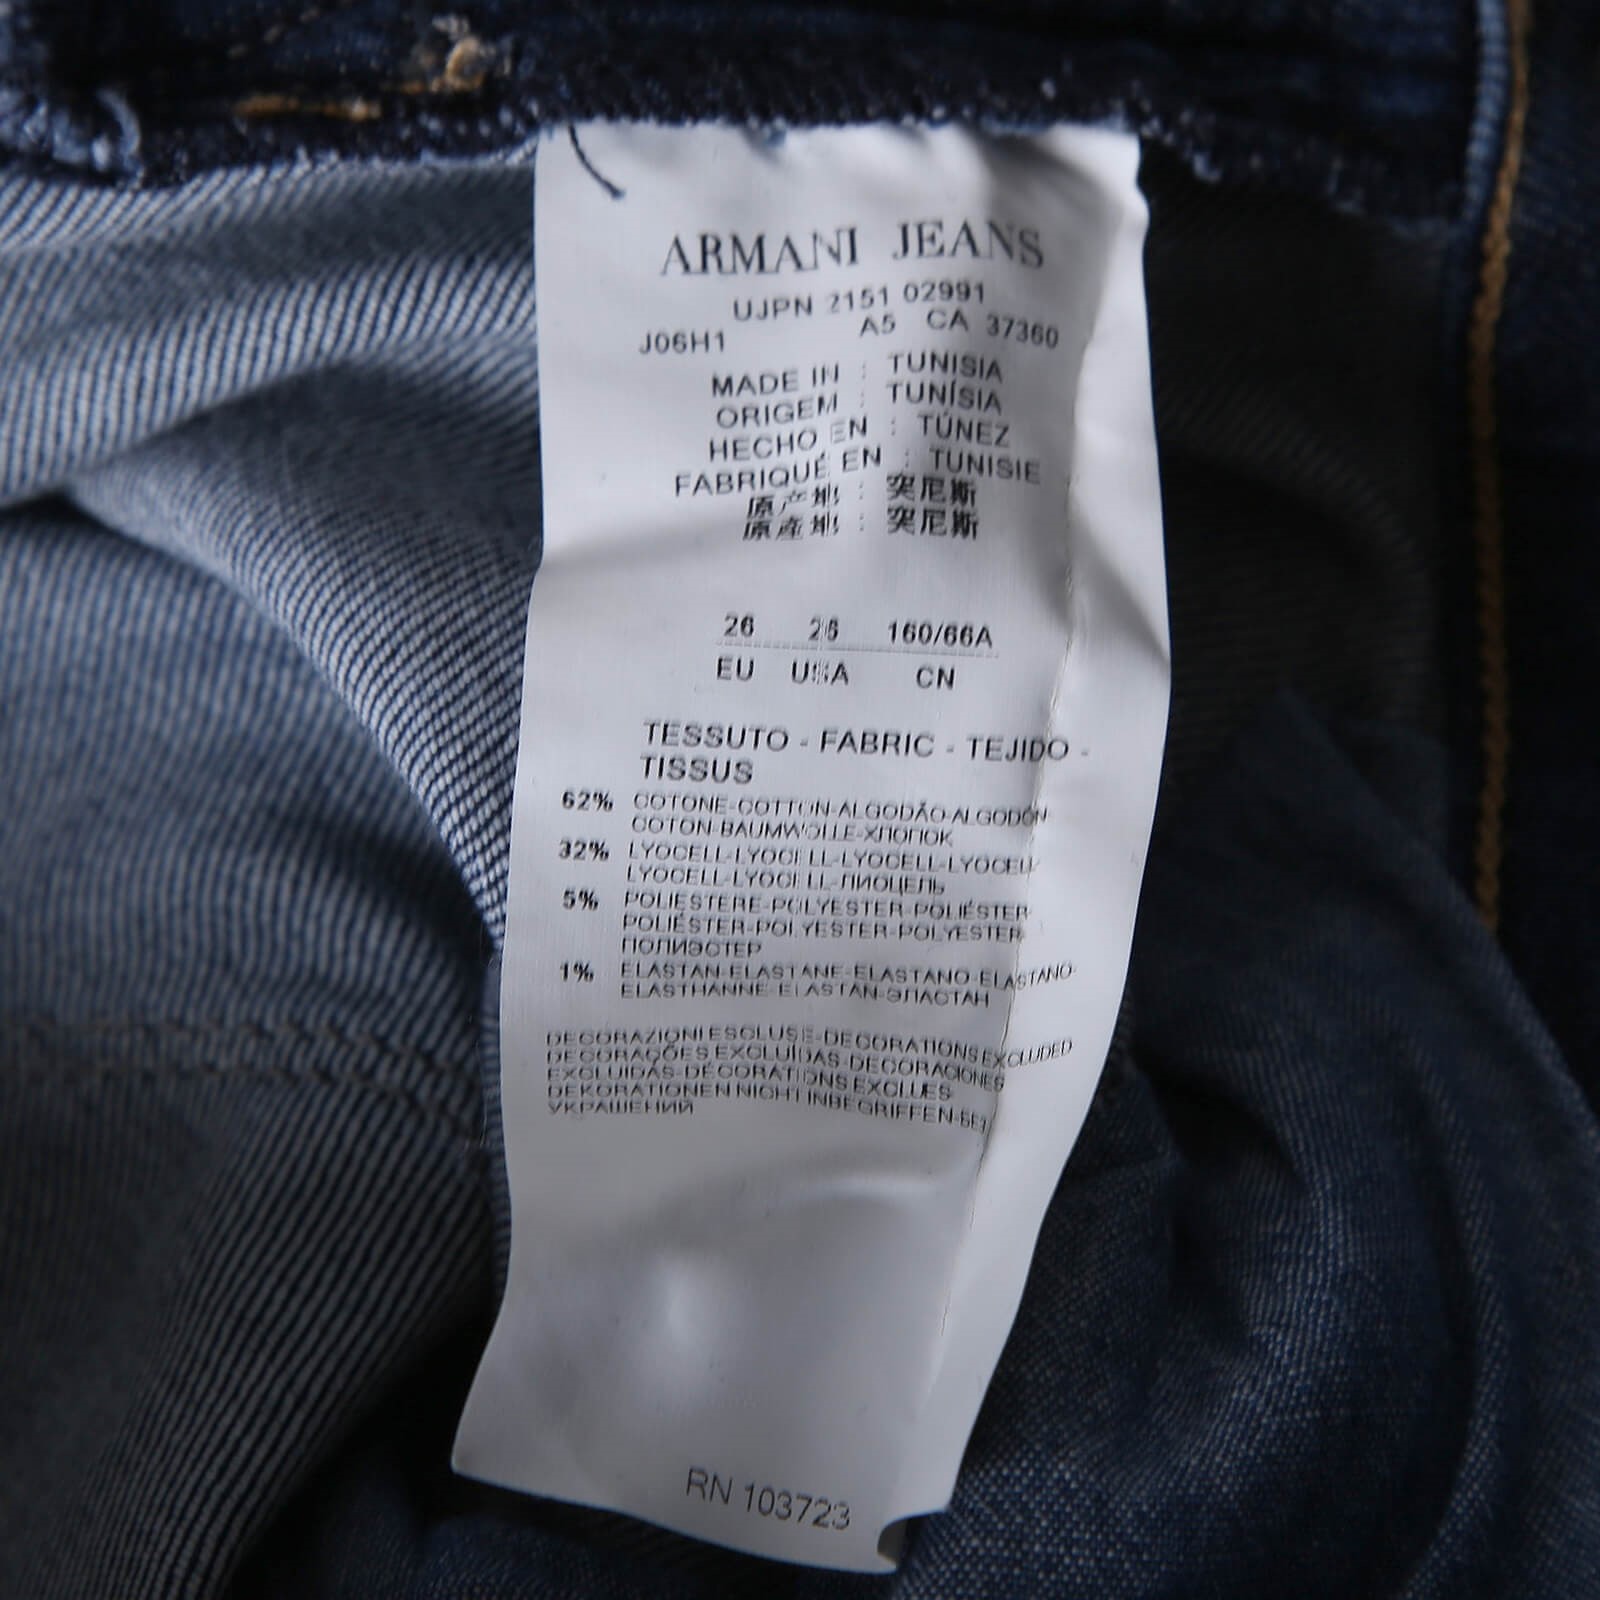 ARMANI JEANS
UJPN 2151 02991
J06H1 A5 CA 37360
MADE IN : TUNISIA
ORIGEM : TUNÍSIA
HECHO EN : TÚNEZ
FABRIQUÉ EN : TUNISIE
原产地 : 突尼斯
原產地 : 突尼斯
26 26 160/66A
EU USA CN
TESSUTO - FABRIC - TEJIDO -
TISSUS
62% COTONE-COTTON-ALGODÃO-ALGODÓN-
COTON-BAUMWOLLE-ХЛОПОК
32% LYOCELL-LYOCELL-LYOCELL-LYOCELL-
LYOCELL-LYOCELL-ЛИОЦЕЛЬ
5% POLIESTERE-POLYESTER-POLIÉSTER-
POLIÉSTER-POLYESTER-POLYESTER-
ПОЛИЭСТЕР
1% ELASTAN-ELASTANE-ELASTANO-ELASTANO-
ELASTHANNE-ELASTAN-ЭЛАСТАН
DECORAZIONI ESCLUSE-DECORATIONS EXCLUDED
DECORAÇÕES EXCLUÍDAS-DECORACIONES
EXCLUIDAS-DÉCORATIONS EXCLUES-
DEKORATIONEN NICHT INBEGRIFFEN-БЕЗ
УКРАШЕНИЙ
RN 103723